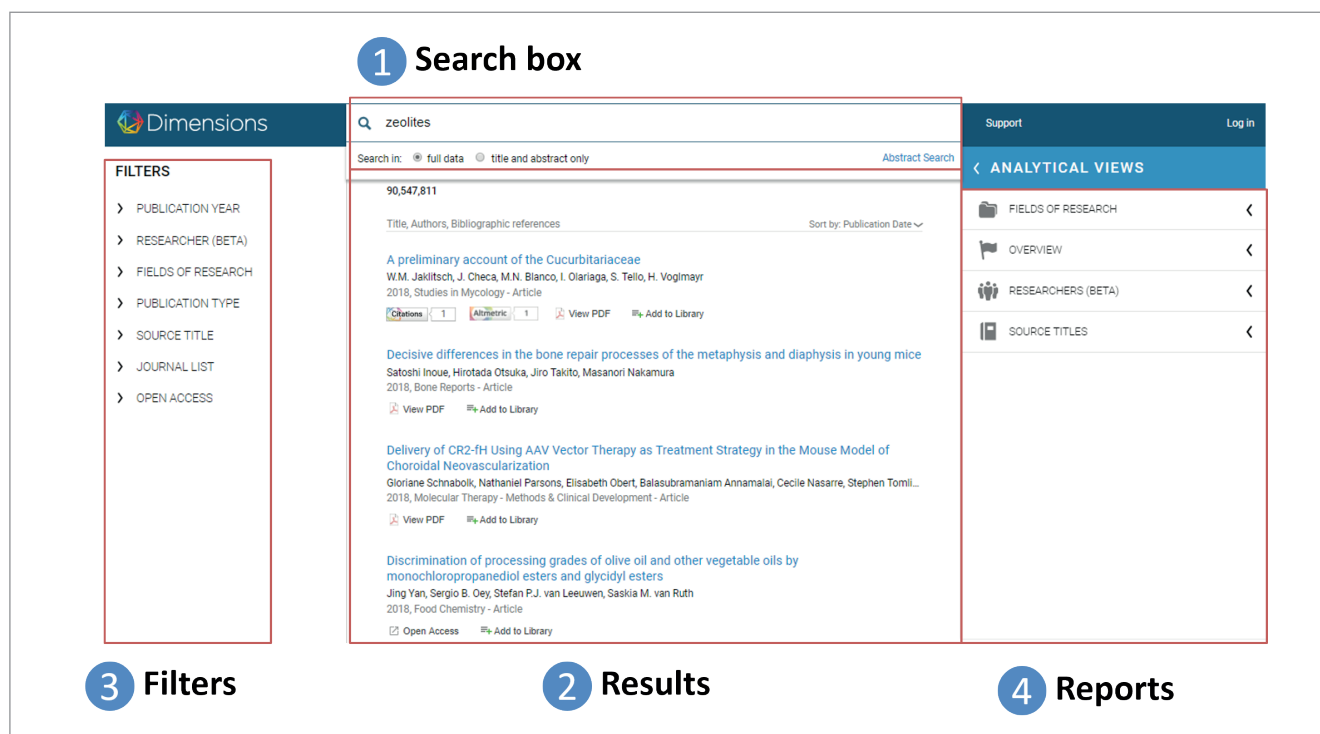 1 Search box
Dimensions
zeolites
Support
Log in
Search in: full data title and abstract only Abstract Search
ANALYTICAL VIEWS
FILTERS
PUBLICATION YEAR
RESEARCHER (BETA)
FIELDS OF RESEARCH
PUBLICATION TYPE
SOURCE TITLE
JOURNAL LIST
OPEN ACCESS
90,547,811
Title, Authors, Bibliographic references Sort by: Publication Date
A preliminary account of the Cucurbitariaceae
W.M. Jaklitsch, J. Checa, M.N. Blanco, I. Olariaga, S. Tello, H. Voglmayr
2018, Studies in Mycology - Article
Citations 1 Altmetric 1 View PDF Add to Library
Decisive differences in the bone repair processes of the metaphysis and diaphysis in young mice
Satoshi Inoue, Hirotada Otsuka, Jiro Takito, Masanori Nakamura
2018, Bone Reports - Article
View PDF Add to Library
Delivery of CR2-fH Using AAV Vector Therapy as Treatment Strategy in the Mouse Model of
Choroidal Neovascularization
Gloriane Schnabolk, Nathaniel Parsons, Elisabeth Obert, Balasubramaniam Annamalai, Cecile Nasarre, Stephen Tomli...
2018, Molecular Therapy - Methods & Clinical Development - Article
View PDF Add to Library
Discrimination of processing grades of olive oil and other vegetable oils by
monochloropropanediol esters and glycidyl esters
Jing Yan, Sergio B. Oey, Stefan P.J. van Leeuwen, Saskia M. van Ruth
2018, Food Chemistry - Article
Open Access Add to Library
FIELDS OF RESEARCH
OVERVIEW
RESEARCHERS (BETA)
SOURCE TITLES
3 Filters
2 Results
4 Reports